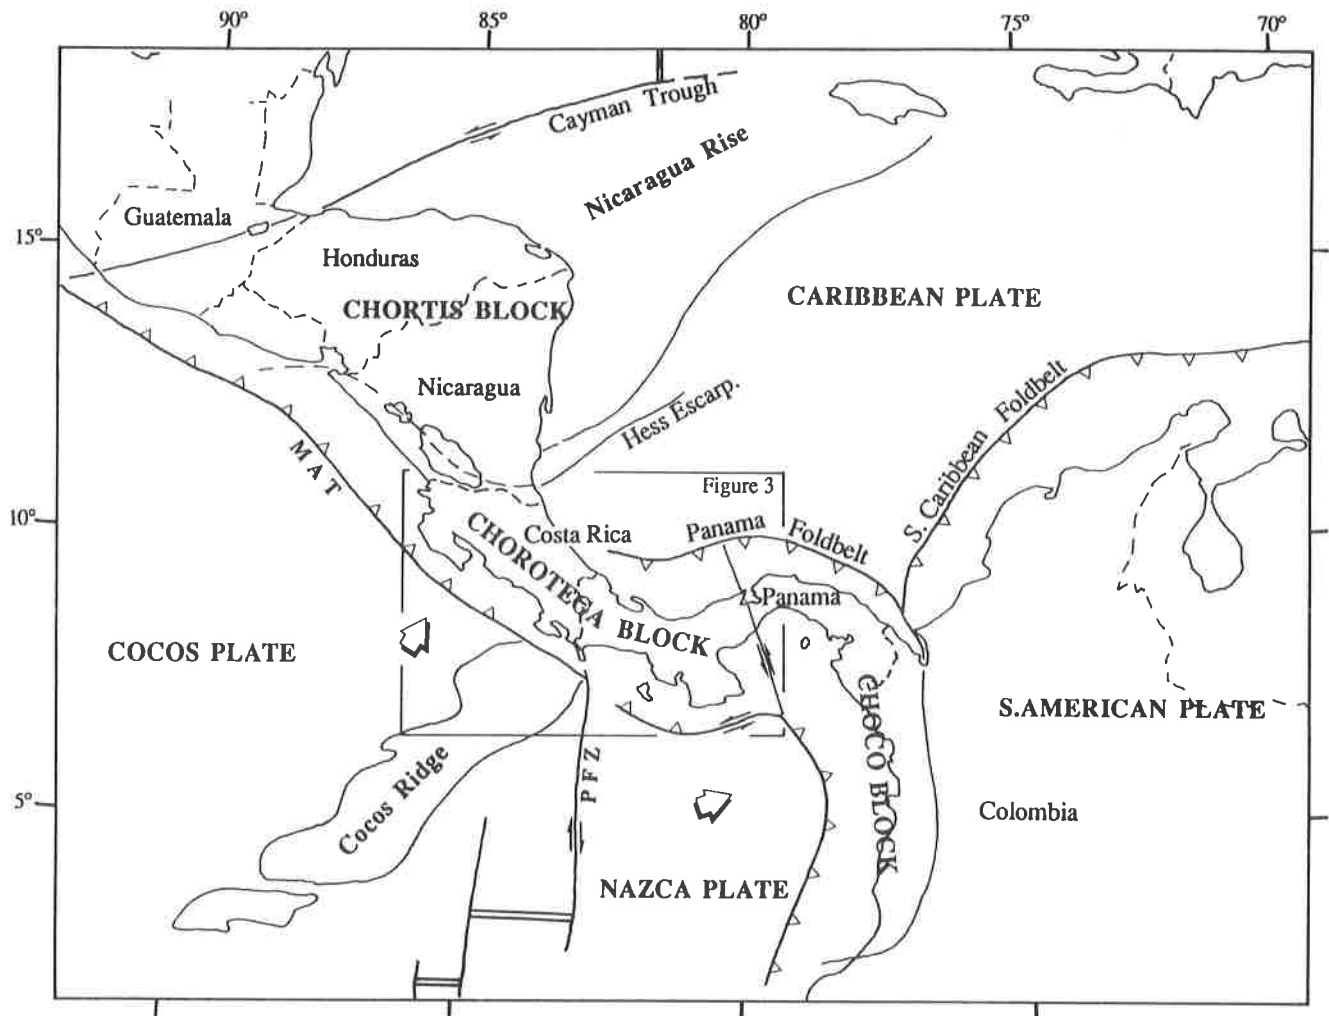 90°
85°
80°
75°
70°
Cayman Trough
Nicaragua Rise
Guatemala
15°
Honduras
CHORTIS BLOCK
CARIBBEAN PLATE
Nicaragua
Hess Escarp.
S. Caribbean Foldbelt
MAT
Figure 3
10°
Costa Rica
Panama Foldbelt
CHOROTEGA BLOCK
Panama
COCOS PLATE
S.AMERICAN PLATE
CHOCO BLOCK
PFZ
Cocos Ridge
5°
Colombia
NAZCA PLATE